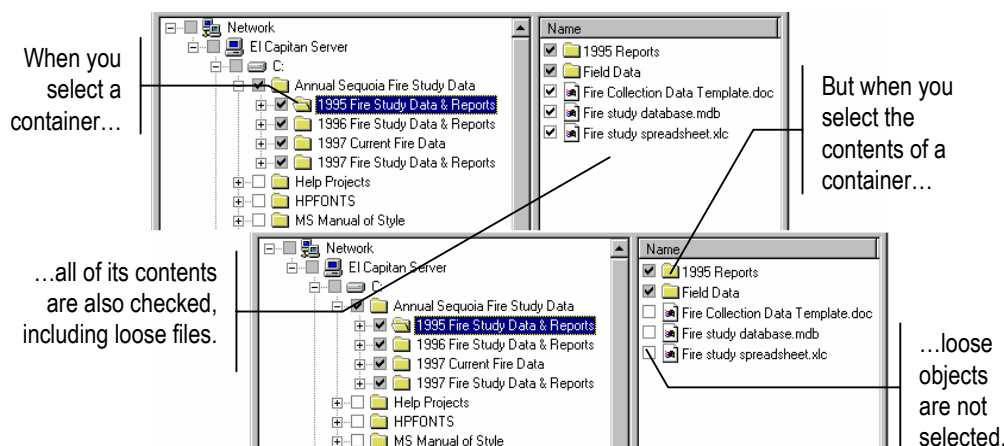 When you
select a
container…
Network
El Capitan Server
C:
Annual Sequoia Fire Study Data
1995 Fire Study Data & Reports
1996 Fire Study Data & Reports
1997 Current Fire Data
1997 Fire Study Data & Reports
Help Projects
HPFONTS
MS Manual of Style
Name
1995 Reports
Field Data
Fire Collection Data Template.doc
Fire study database.mdb
Fire study spreadsheet.xlc
But when you
select the
contents of a
container…
…all of its contents
are also checked,
including loose files.
Network
El Capitan Server
C:
Annual Sequoia Fire Study Data
1995 Fire Study Data & Reports
1996 Fire Study Data & Reports
1997 Current Fire Data
1997 Fire Study Data & Reports
Help Projects
HPFONTS
MS Manual of Style
Name
1995 Reports
Field Data
Fire Collection Data Template.doc
Fire study database.mdb
Fire study spreadsheet.xlc
…loose
objects
are not
selected.